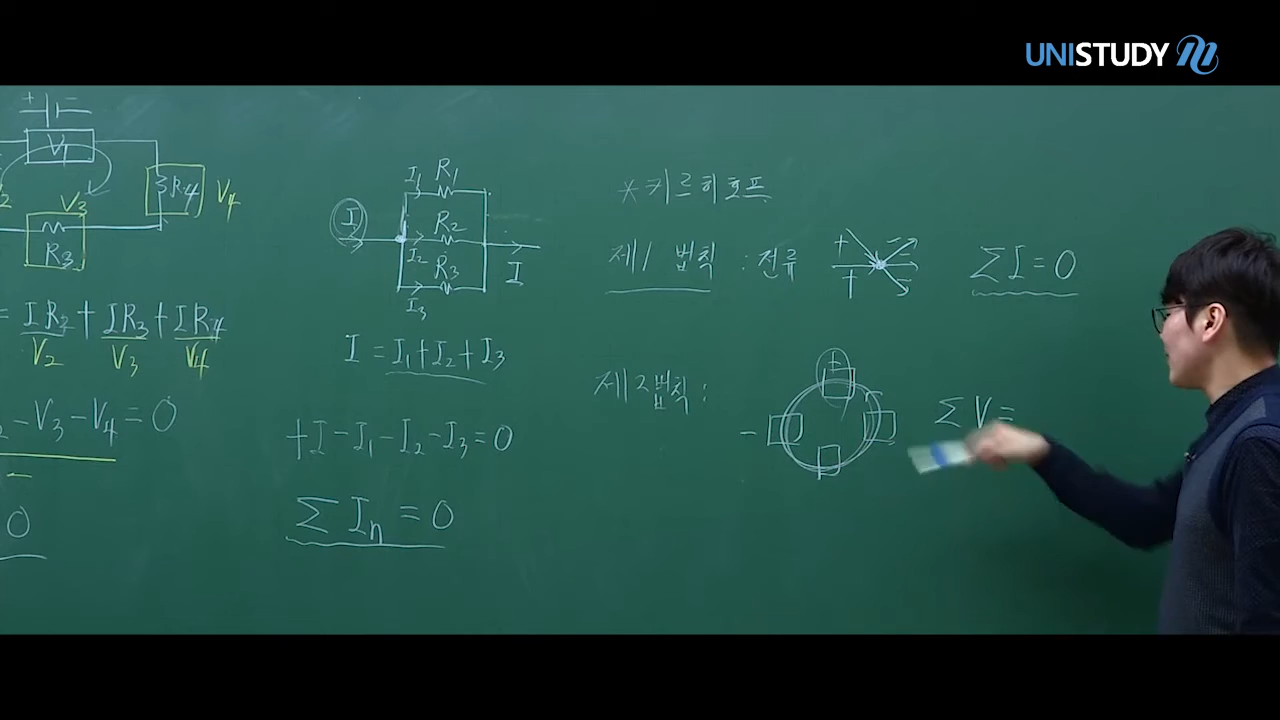 UNISTUDY
+ −
V1
R4 V4
V3
R3
= IR2 + IR3 + IR4
V2 V3 V4
− V3 − V4 = 0
0
I1 R1
I
I2 R2
I3 R3
I
I = I1 + I2 + I3
+I − I1 − I2 − I3 = 0
∑ In = 0
*키르히호프
제1 법칙 : 전류
+ − + −
∑ I = 0
제2법칙 :
+ −
∑ V =